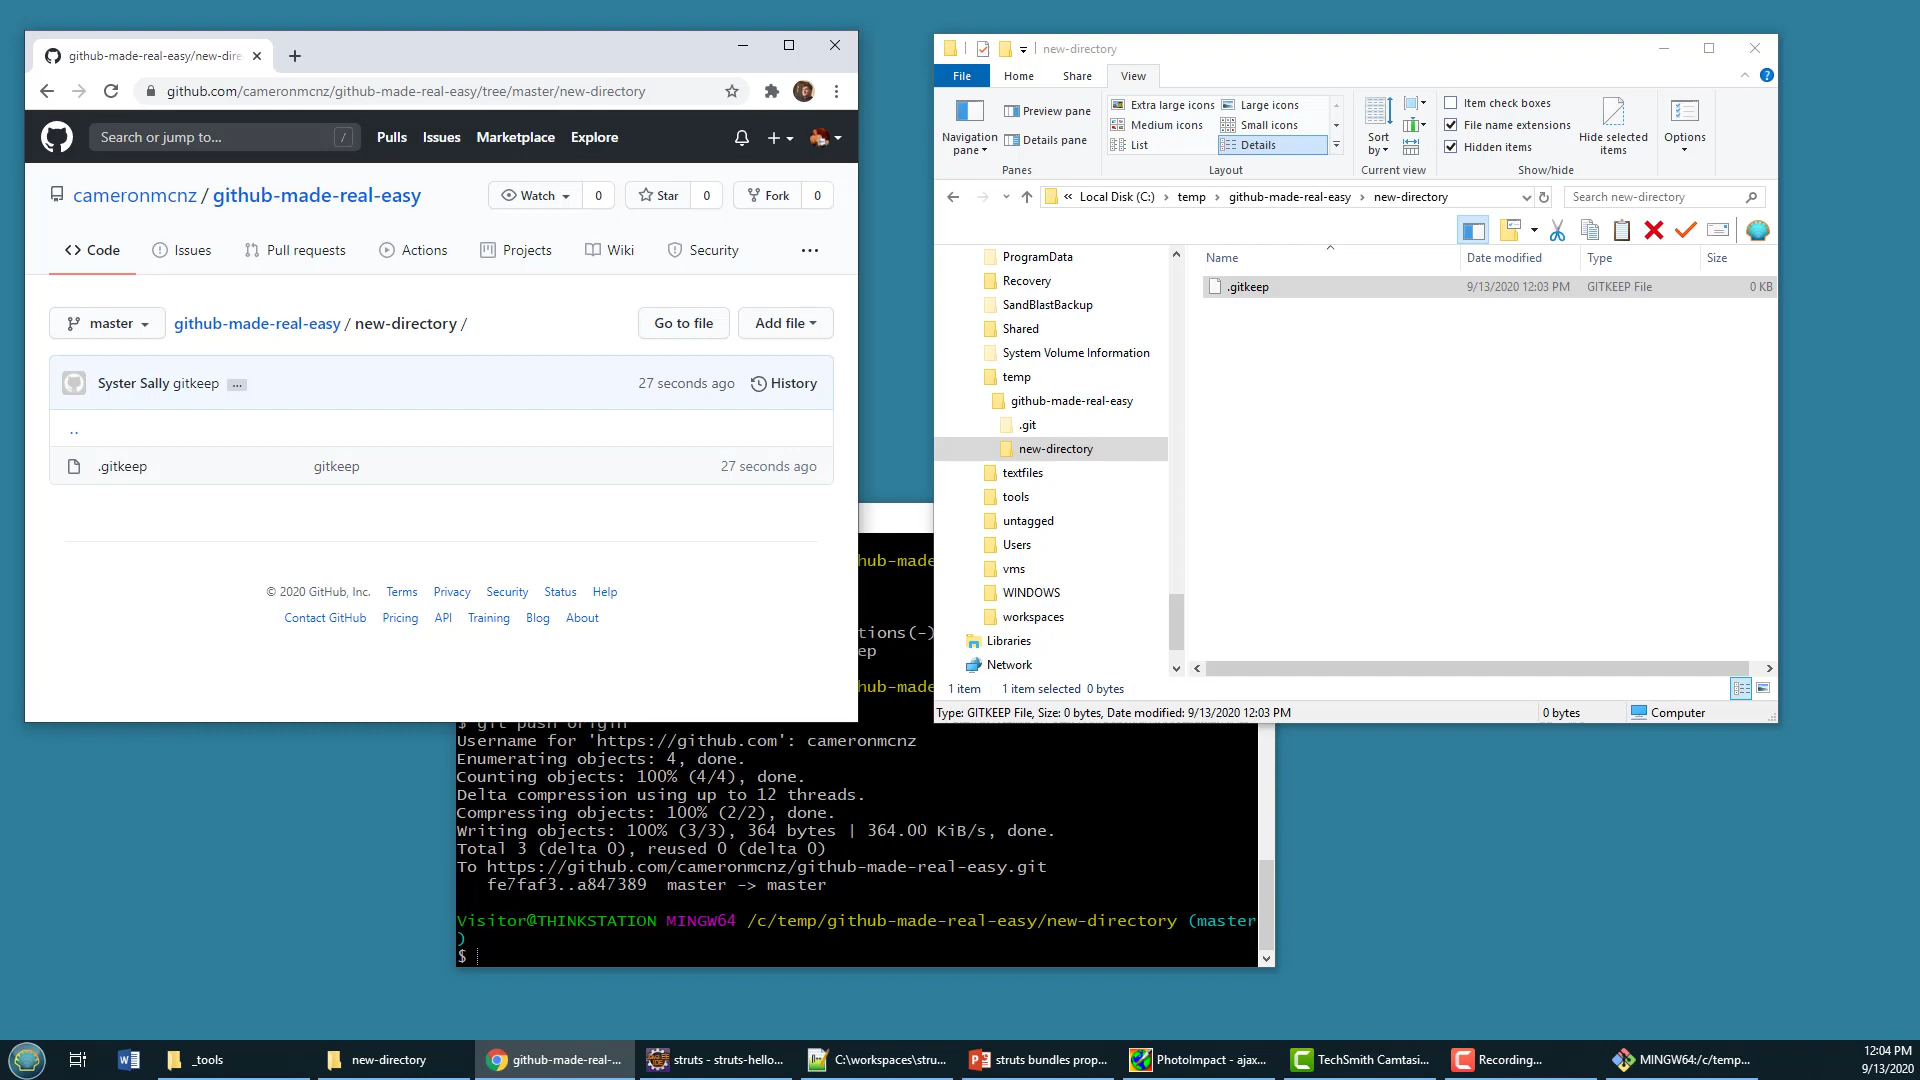 github-made-real-easy/new-dire
github.com/cameronmcnz/github-made-real-easy/tree/master/new-directory
Search or jump to...
/
Pulls
Issues
Marketplace
Explore
cameronmcnz / github-made-real-easy
Watch 0
Star 0
Fork 0
Code
Issues
Pull requests
Actions
Projects
Wiki
Security
master
github-made-real-easy / new-directory /
Go to file
Add file
Syster Sally gitkeep ...
27 seconds ago
History
..
.gitkeep
gitkeep
27 seconds ago
© 2020 GitHub, Inc. Terms Privacy Security Status Help
Contact GitHub Pricing API Training Blog About
new-directory
File
Home
Share
View
Navigation pane
Preview pane
Details pane
Panes
Extra large icons
Large icons
Medium icons
Small icons
List
Details
Layout
Sort by
Current view
Item check boxes
File name extensions
Hidden items
Hide selected items
Show/hide
Options
« Local Disk (C:) > temp > github-made-real-easy > new-directory
Search new-directory
ProgramData
Recovery
SandBlastBackup
Shared
System Volume Information
temp
github-made-real-easy
.git
new-directory
textfiles
tools
untagged
Users
vms
WINDOWS
workspaces
Libraries
Network
Name
Date modified
Type
Size
.gitkeep
9/13/2020 12:03 PM
GITKEEP File
0 KB
1 item
1 item selected 0 bytes
Type: GITKEEP File, Size: 0 bytes, Date modified: 9/13/2020 12:03 PM
0 bytes
Computer
hub-made
tions(-)
ep
hub-made
$ git push origin
Username for 'https://github.com': cameronmcnz
Enumerating objects: 4, done.
Counting objects: 100% (4/4), done.
Delta compression using up to 12 threads.
Compressing objects: 100% (2/2), done.
Writing objects: 100% (3/3), 364 bytes | 364.00 KiB/s, done.
Total 3 (delta 0), reused 0 (delta 0)
To https://github.com/cameronmcnz/github-made-real-easy.git
fe7faf3..a847389 master -> master
Visitor@THINKSTATION MINGW64 /c/temp/github-made-real-easy/new-directory (master
)
$
_tools
new-directory
github-made-real-...
struts - struts-hello...
C:\workspaces\stru...
struts bundles prop...
PhotoImpact - ajax...
TechSmith Camtasi...
Recording...
MINGW64:/c/temp...
12:04 PM
9/13/2020